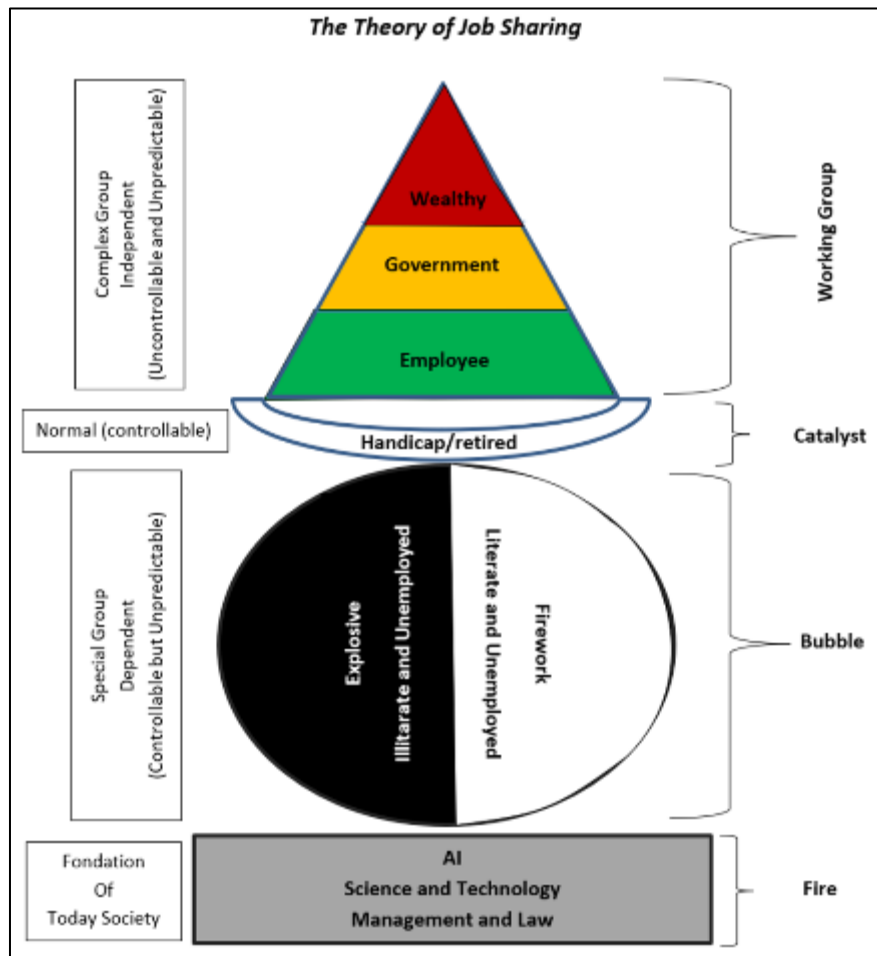 The Theory of Job Sharing
Complex Group
Independent
(Uncontrollable and Unpredictable)
Wealthy
Government
Employee
Working Group
Normal (controllable)
Handicap/retired
Catalyst
Special Group
Dependent
(Controllable but Unpredictable)
Explosive
Illitarate and Unemployed
Firework
Literate and Unemployed
Bubble
Fondation
Of
Today Society
AI
Science and Technology
Management and Law
Fire